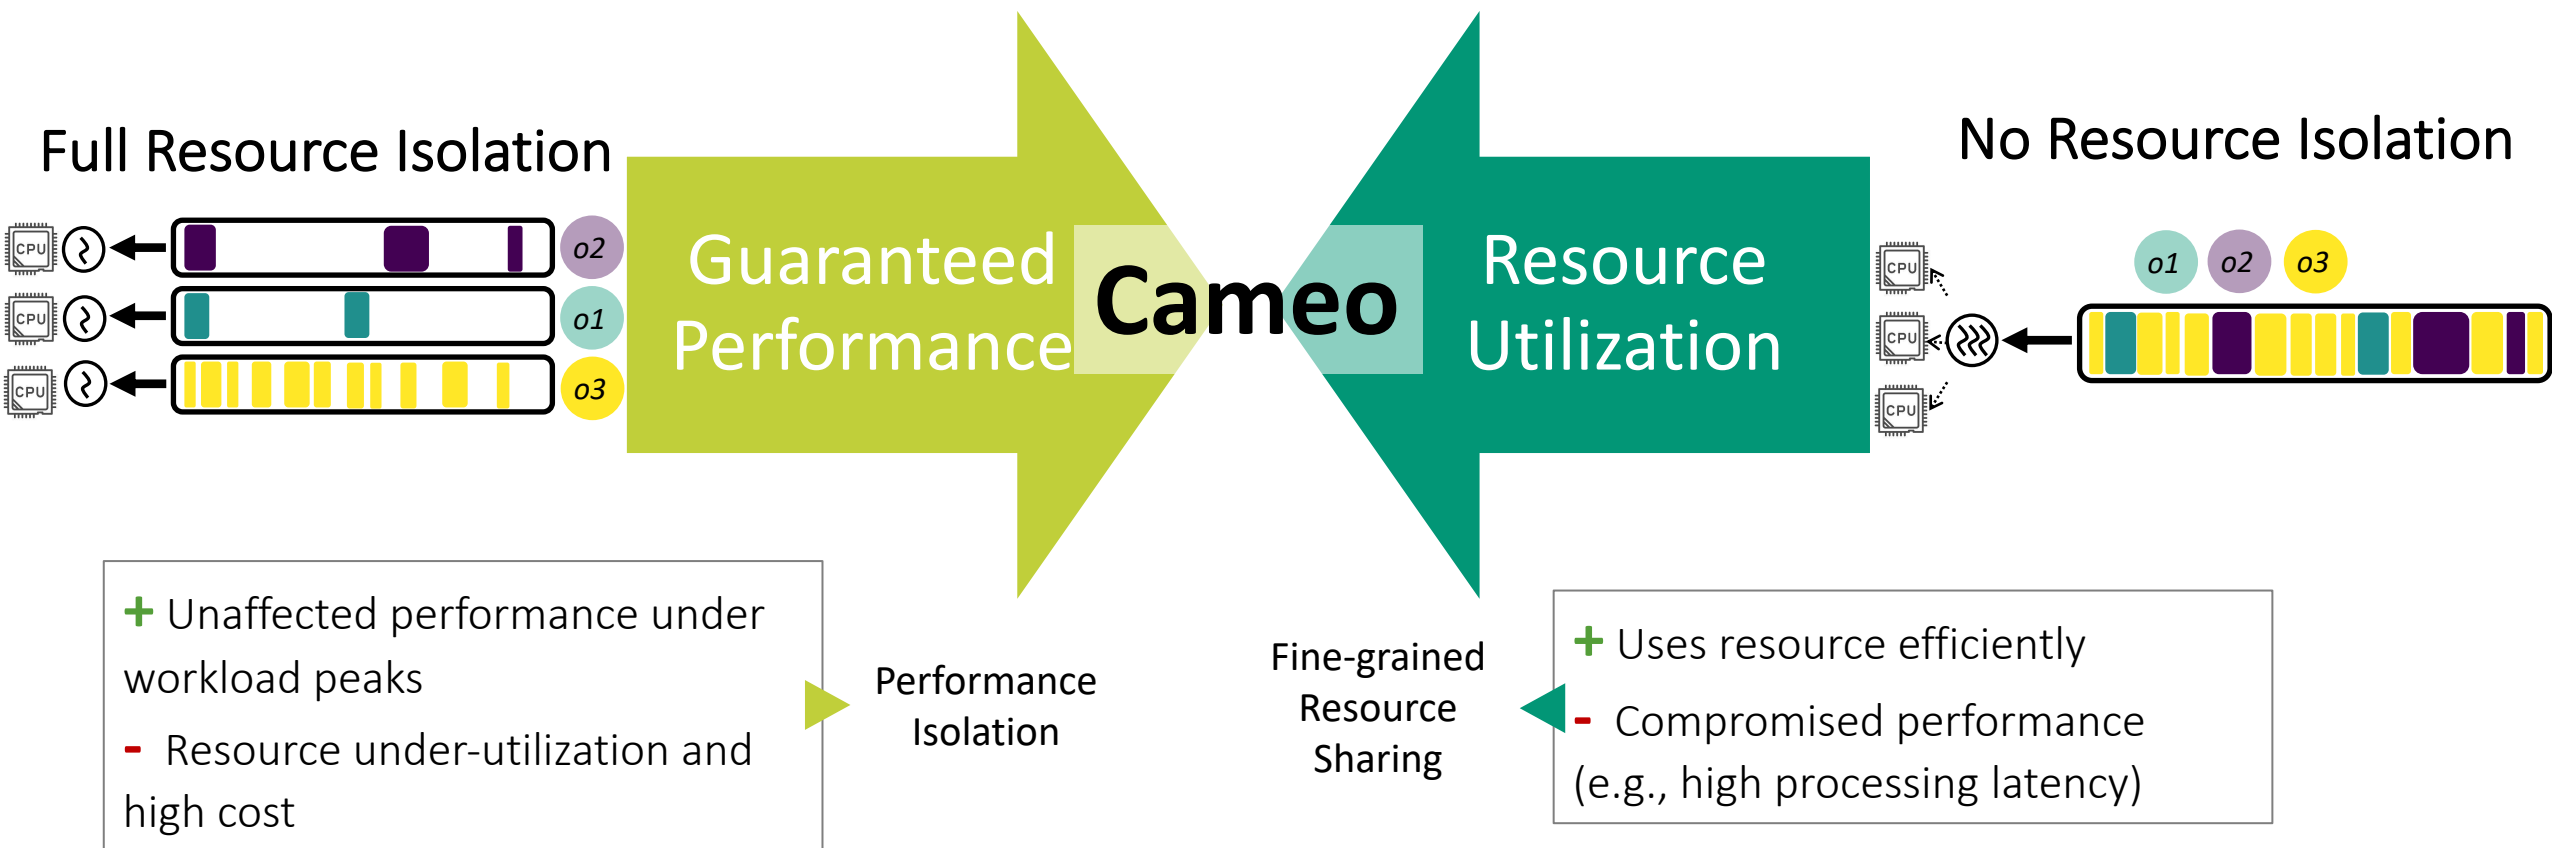 Full Resource Isolation
CPU
o2
CPU
o1
CPU
o3
Guaranteed
Performance
Cameo
Resource
Utilization
No Resource Isolation
o1 o2 o3
CPU
CPU
CPU
+ Unaffected performance under
workload peaks
- Resource under-utilization and
high cost
Performance
Isolation
Fine-grained
Resource
Sharing
+ Uses resource efficiently
- Compromised performance
(e.g., high processing latency)